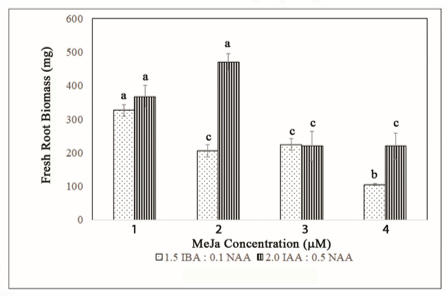 600
500
400
300
200
100
0
Fresh Root Biomass (mg)
a a c a c c b c
1 2 3 4
MeJa Concentration (µM)
1.5 IBA : 0.1 NAA 2.0 IAA : 0.5 NAA